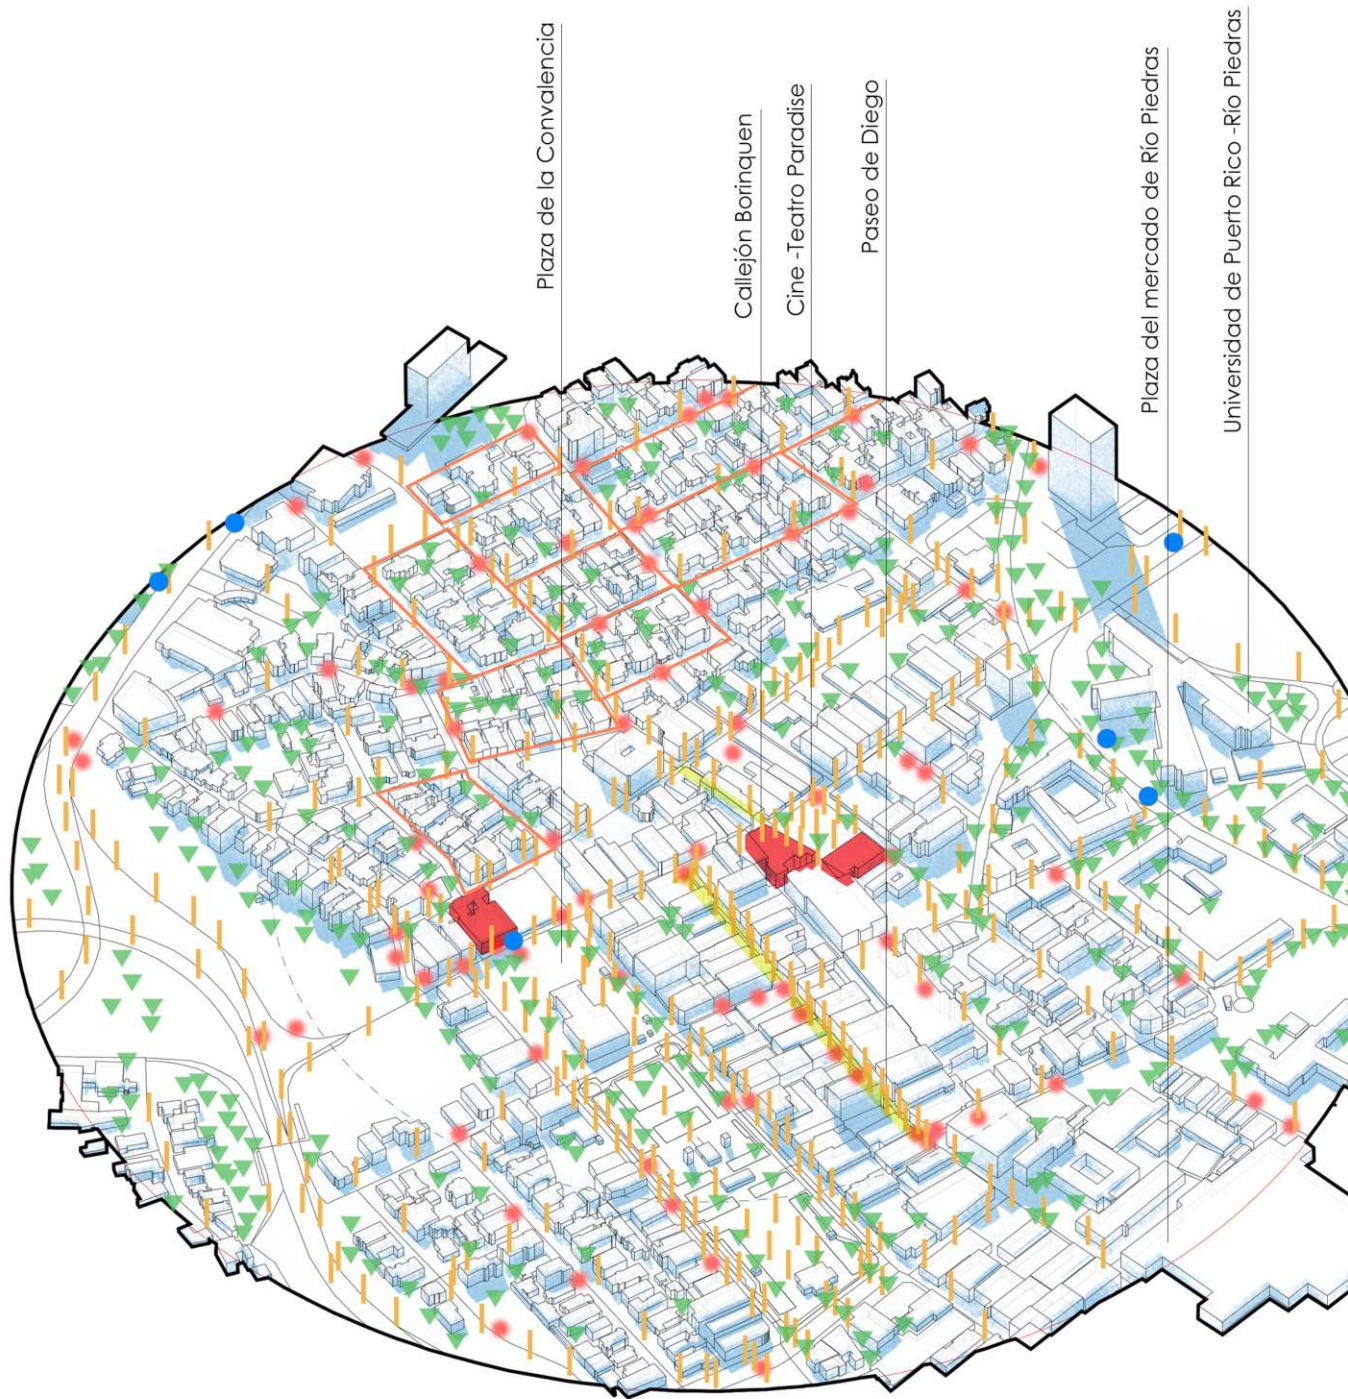 Plaza de la Convalencia
Callejón Borinquen
Cine -Teatro Paradise
Paseo de Diego
Plaza del mercado de Río Piedras
Universidad de Puerto Rico -Río Piedras